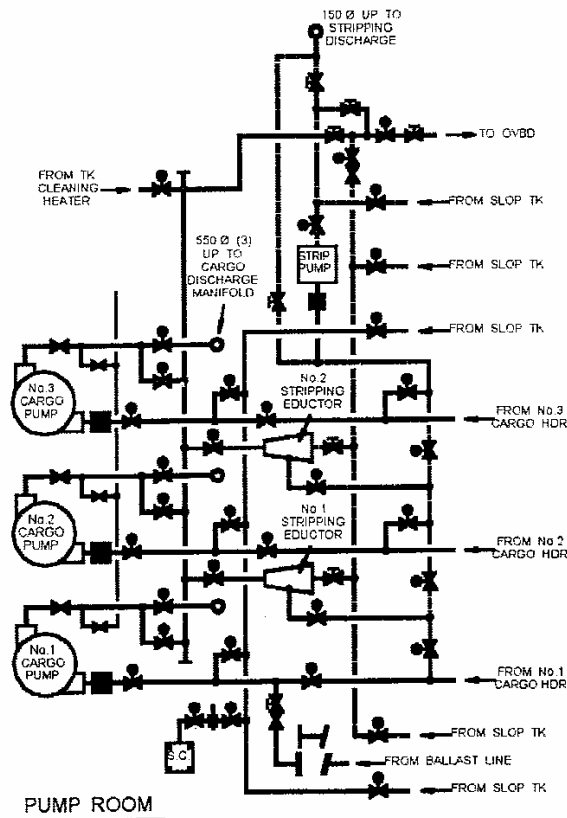 150 Ø UP TO
STRIPPING
DISCHARGE
TO OVBD
FROM TK
CLEANING
HEATER
FROM SLOP TK
550 Ø (3)
UP TO
CARGO
DISCHARGE
MANIFOLD
STRIP
PUMP
FROM SLOP TK
FROM SLOP TK
No.3
CARGO
PUMP
No.2
STRIPPING
EDUCTOR
FROM No.3
CARGO HDR
No.2
CARGO
PUMP
No.1
STRIPPING
EDUCTOR
FROM No.2
CARGO HDR
No.1
CARGO
PUMP
FROM No.1
CARGO HDR
FROM SLOP TK
S.C.
FROM BALLAST LINE
FROM SLOP TK
PUMP ROOM